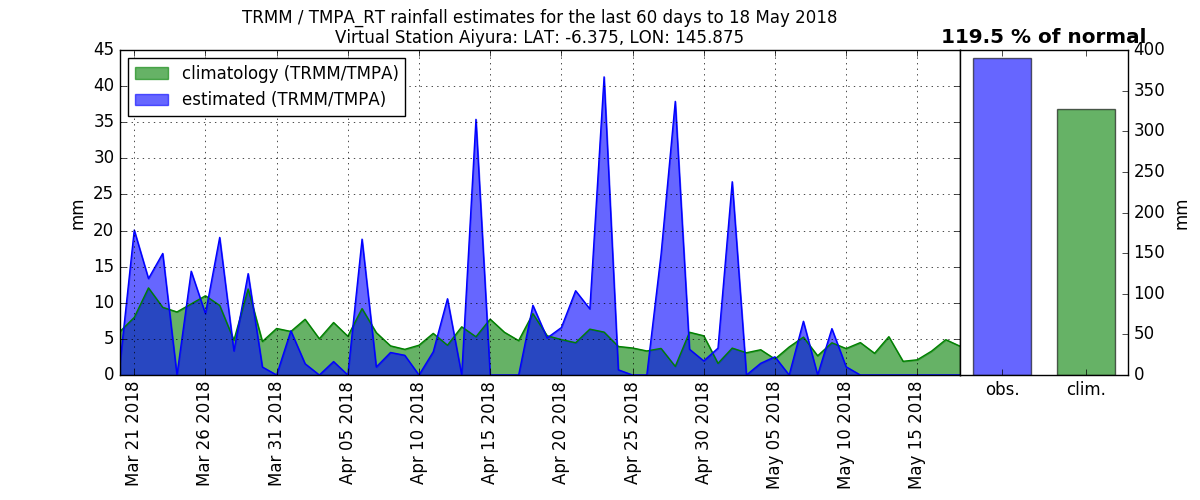 TRMM / TMPA_RT rainfall estimates for the last 60 days to 18 May 2018
Virtual Station Aiyura: LAT: -6.375, LON: 145.875
119.5 % of normal
climatology (TRMM/TMPA)
estimated (TRMM/TMPA)
45
40
35
30
25
20
15
10
5
0
mm
Mar 21 2018
Mar 26 2018
Mar 31 2018
Apr 05 2018
Apr 10 2018
Apr 15 2018
Apr 20 2018
Apr 25 2018
Apr 30 2018
May 05 2018
May 10 2018
May 15 2018
obs.
clim.
400
350
300
250
200
150
100
50
0
mm